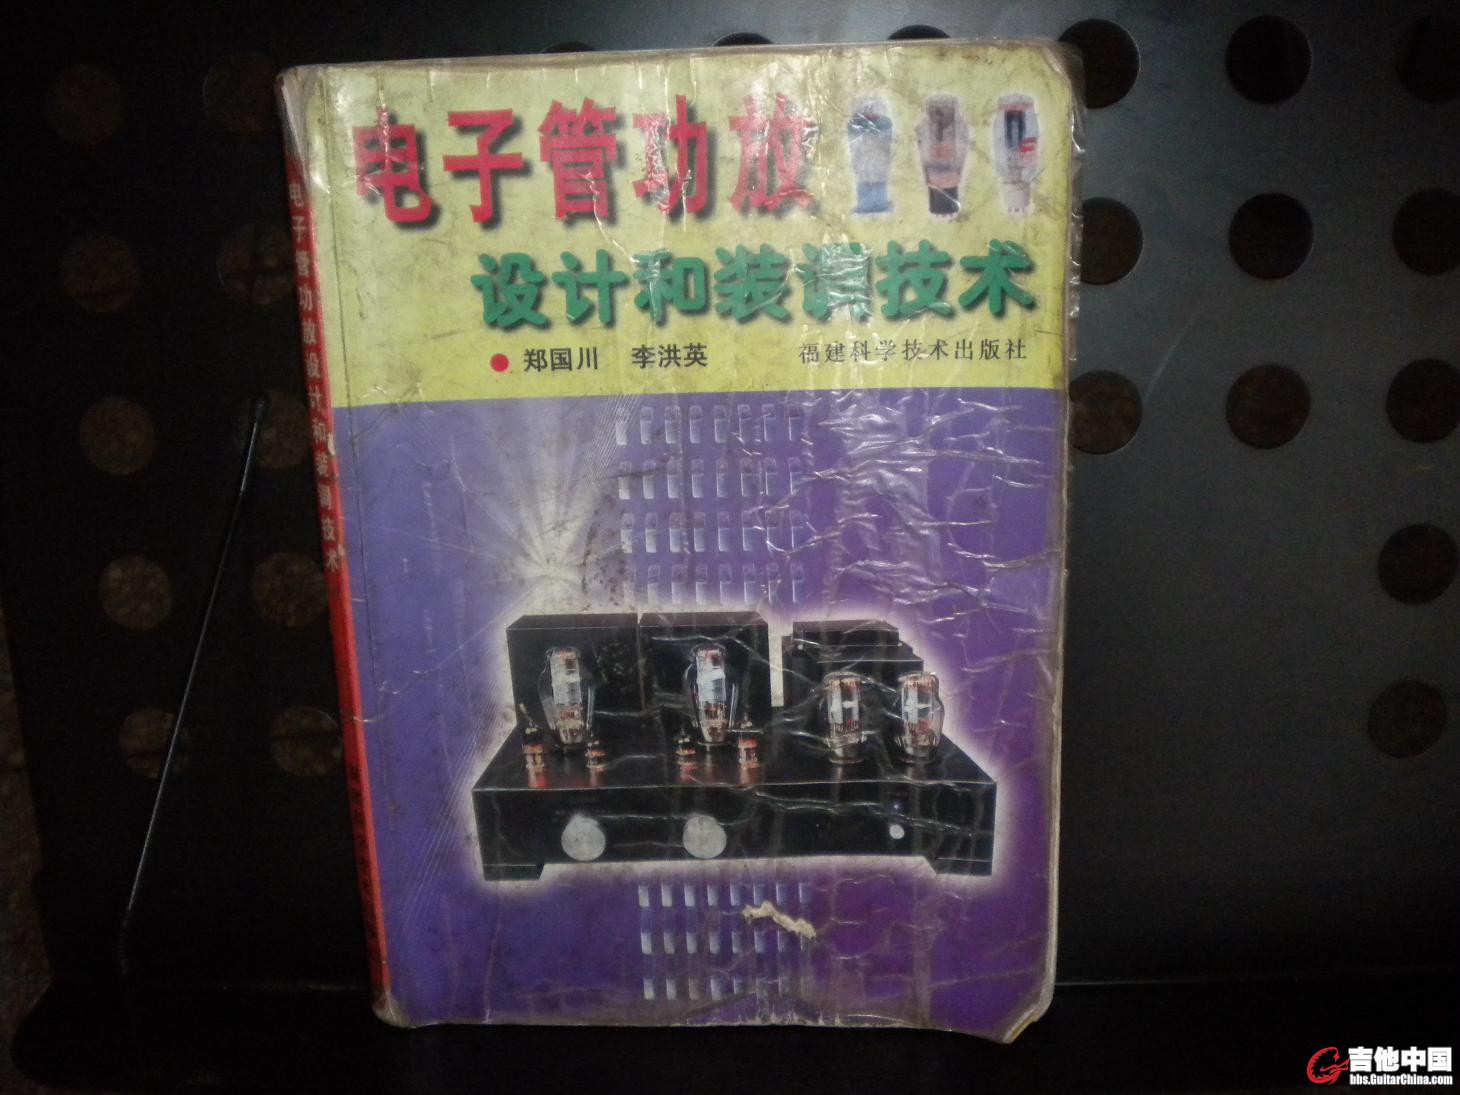 电子管功放
设计和装调技术
郑国川 李洪英
福建科学技术出版社
电子管功放设计和装调技术
吉他中国
bbs.GuitarChina.com